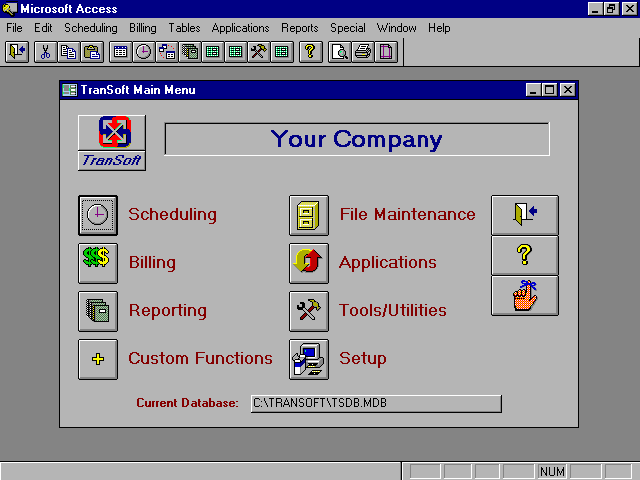 Microsoft Access
File Edit Scheduling Billing Tables Applications Reports Special Window Help
TranSoft Main Menu
TranSoft
Your Company
Scheduling File Maintenance
Billing Applications
Reporting Tools/Utilities
Custom Functions Setup
Current Database: C:\TRANSOFT\TSDB.MDB
NUM